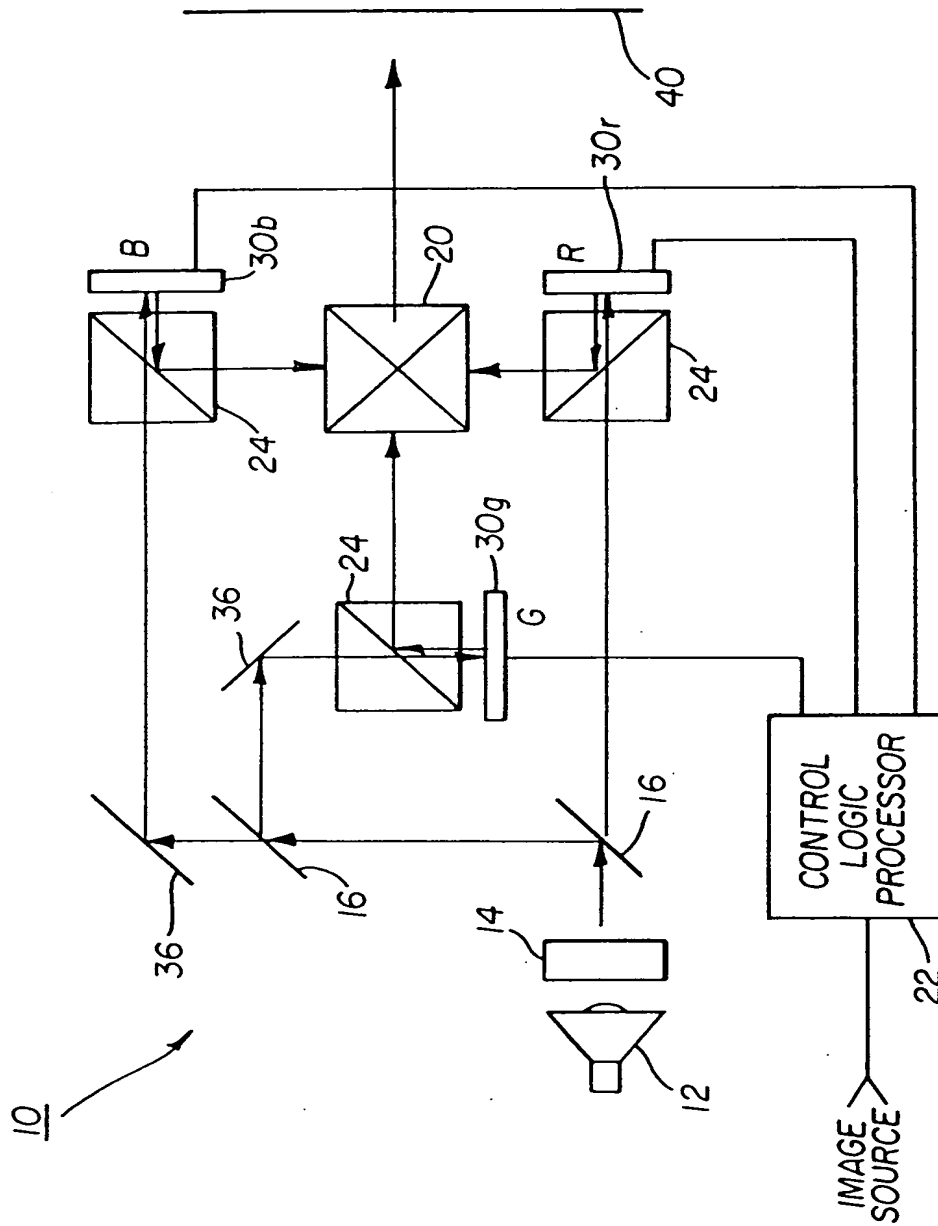 10
36
16
36
24
30g
G
B
30b
24
20
R
30r
24
40
16
14
12
CONTROL
LOGIC
PROCESSOR
22
IMAGE
SOURCE